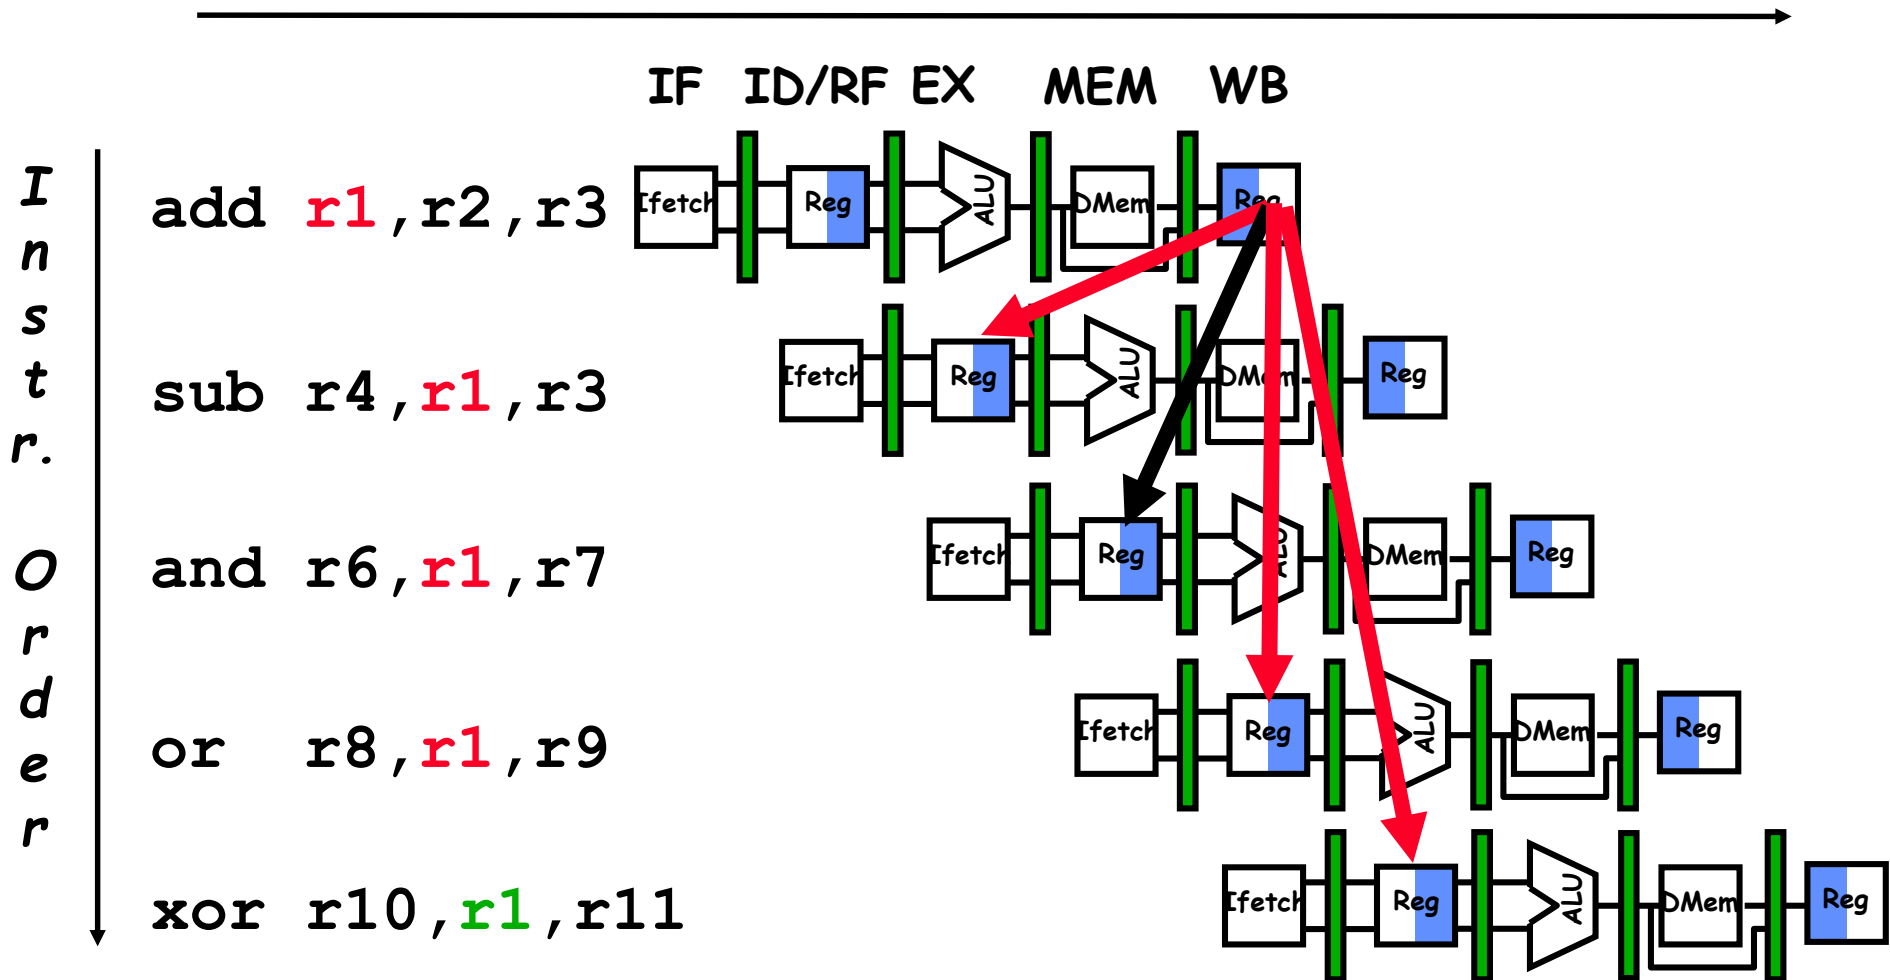 IF ID/RF EX MEM WB
Instr. Order
add r1,r2,r3
Ifetch Reg ALU DMem Reg
sub r4,r1,r3
Ifetch Reg ALU DMem Reg
and r6,r1,r7
Ifetch Reg ALU DMem Reg
or r8,r1,r9
Ifetch Reg ALU DMem Reg
xor r10,r1,r11
Ifetch Reg ALU DMem Reg